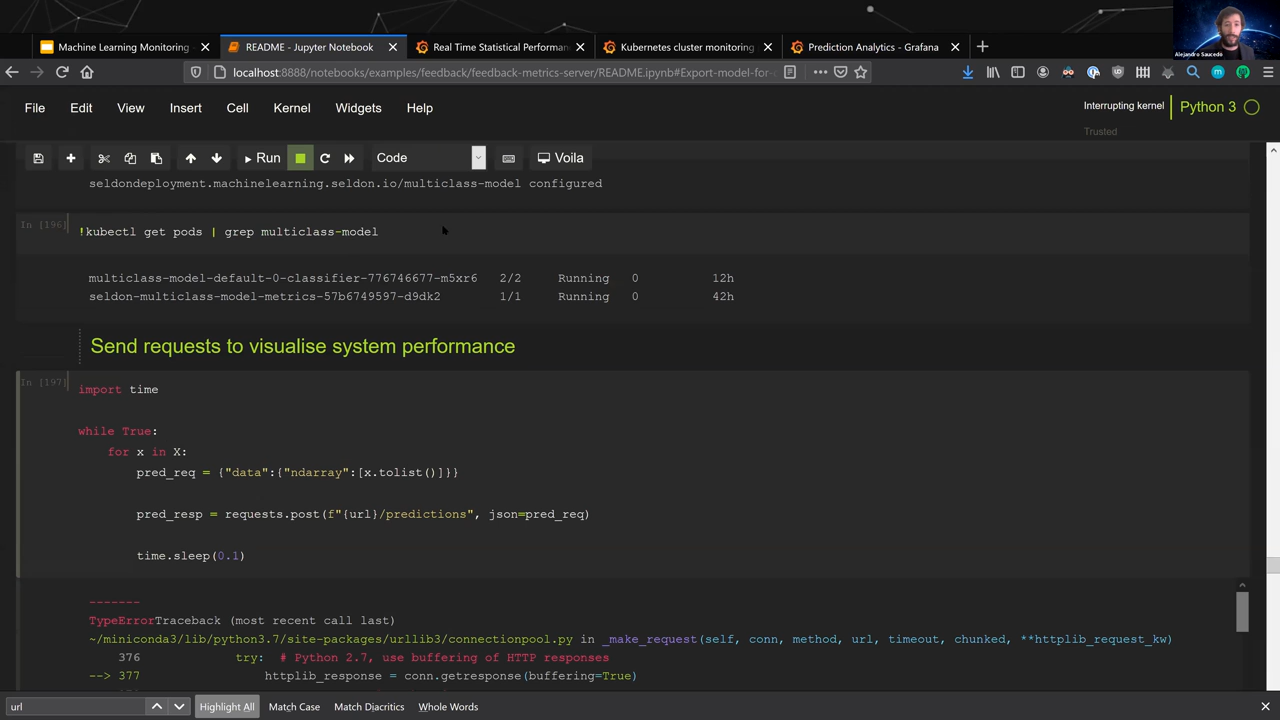 Machine Learning Monitoring
README - Jupyter Notebook
Real Time Statistical Performan
Kubernetes cluster monitoring
Prediction Analytics - Grafana
Alejandro Saucedo
localhost:8888/notebooks/examples/feedback/feedback-metrics-server/README.ipynb#Export-model-for-
File Edit View Insert Cell Kernel Widgets Help
Interrupting kernel
Python 3
Trusted
Run
Code
Voila
seldondeployment.machinelearning.seldon.io/multiclass-model configured
In [196]
!kubectl get pods | grep multiclass-model
multiclass-model-default-0-classifier-776746677-m5xr6 2/2 Running 0 12h
seldon-multiclass-model-metrics-57b6749597-d9dk2 1/1 Running 0 42h
Send requests to visualise system performance
In [197]
import time
while True:
for x in X:
pred_req = {"data":{"ndarray":[x.tolist()]}}
pred_resp = requests.post(f"{url}/predictions", json=pred_req)
time.sleep(0.1)
-------
TypeErrorTraceback (most recent call last)
~/miniconda3/lib/python3.7/site-packages/urllib3/connectionpool.py in _make_request(self, conn, method, url, timeout, chunked, **httplib_request_kw)
376 try: # Python 2.7, use buffering of HTTP responses
--> 377 httplib_response = conn.getresponse(buffering=True)
url
Highlight All
Match Case
Match Diacritics
Whole Words